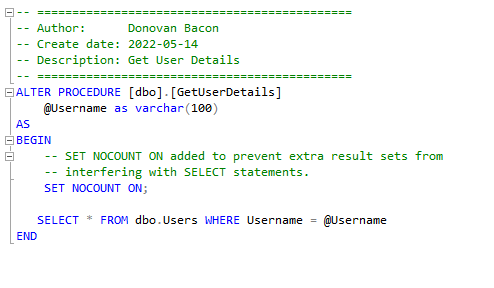 -- =============================================
-- Author:      Donovan Bacon
-- Create date: 2022-05-14
-- Description: Get User Details
-- =============================================
ALTER PROCEDURE [dbo].[GetUserDetails]
    @Username as varchar(100)
AS
BEGIN
    -- SET NOCOUNT ON added to prevent extra result sets from
    -- interfering with SELECT statements.
    SET NOCOUNT ON;

   SELECT * FROM dbo.Users WHERE Username = @Username
END